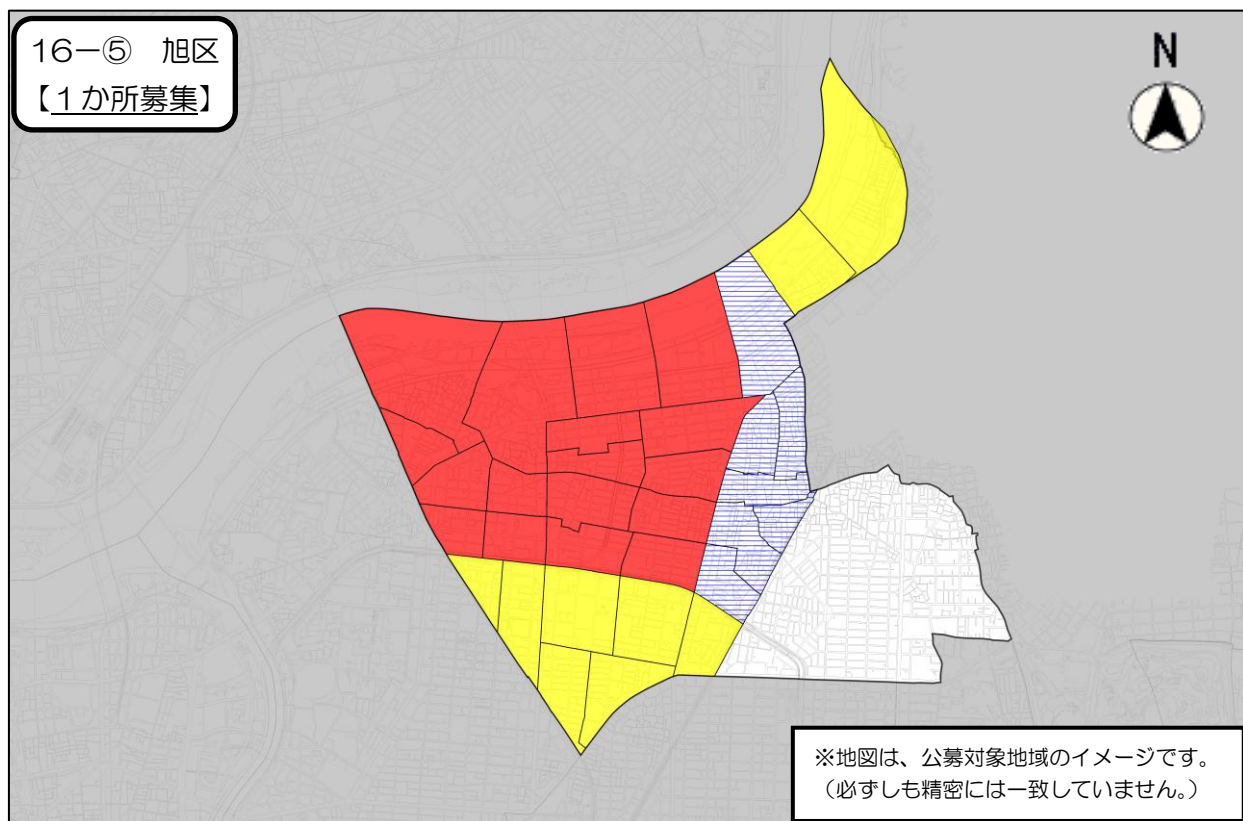 16－⑤　旭区
【１か所募集】
N
※地図は、公募対象地域のイメージです。
（必ずしも精密には一致していません。）